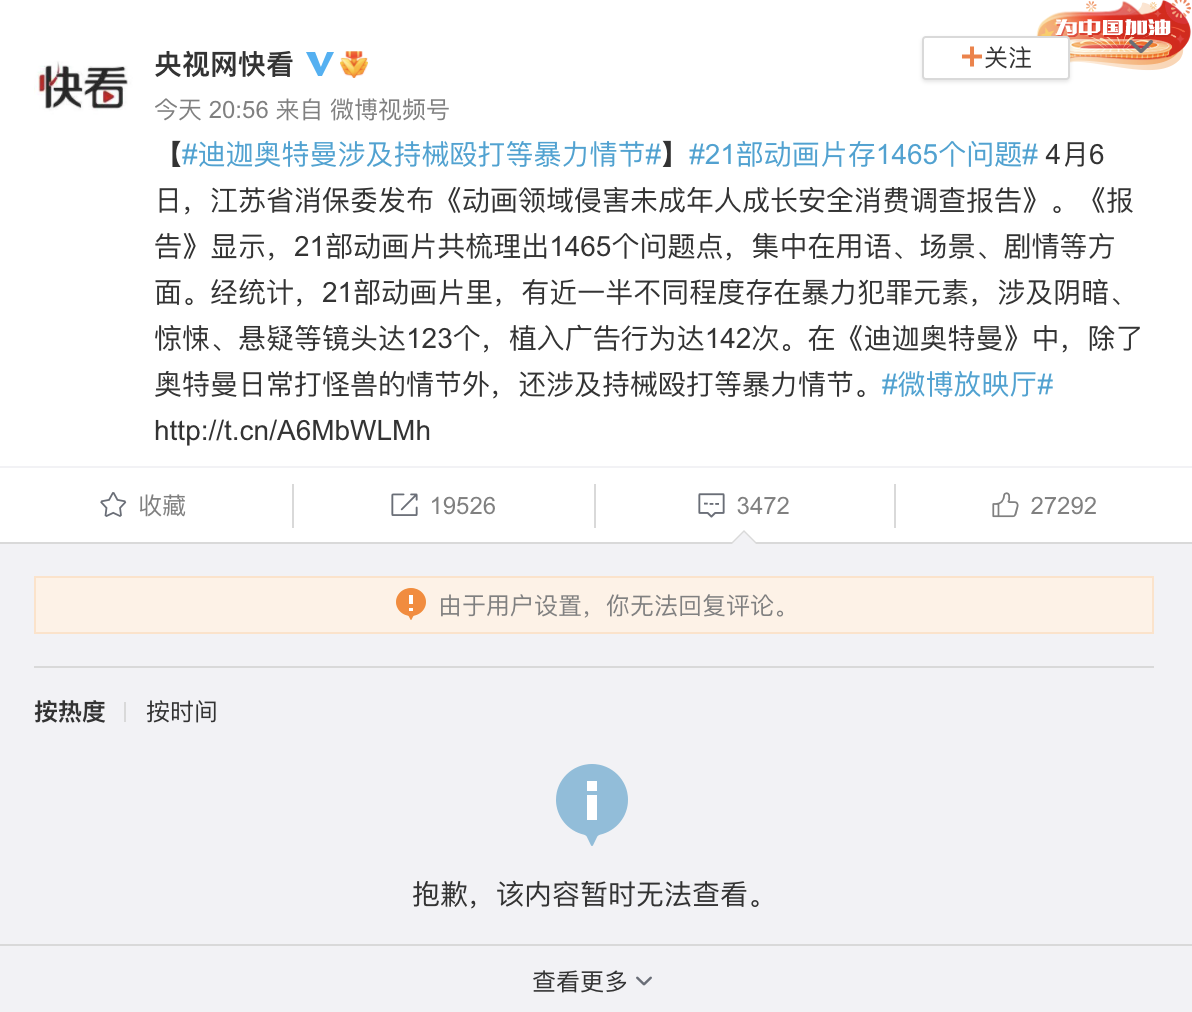 为中国加油
快看
央视网快看
+关注
今天 20:56 来自 微博视频号
【#迪迦奥特曼涉及持械殴打等暴力情节#】#21部动画片存1465个问题# 4月6
日，江苏省消保委发布《动画领域侵害未成年人成长安全消费调查报告》。《报
告》显示，21部动画片共梳理出1465个问题点，集中在用语、场景、剧情等方
面。经统计，21部动画片里，有近一半不同程度存在暴力犯罪元素，涉及阴暗、
惊悚、悬疑等镜头达123个，植入广告行为达142次。在《迪迦奥特曼》中，除了
奥特曼日常打怪兽的情节外，还涉及持械殴打等暴力情节。#微博放映厅#
http://t.cn/A6MbWLMh
收藏 19526 3472 27292
由于用户设置，你无法回复评论。
按热度 按时间
抱歉，该内容暂时无法查看。
查看更多